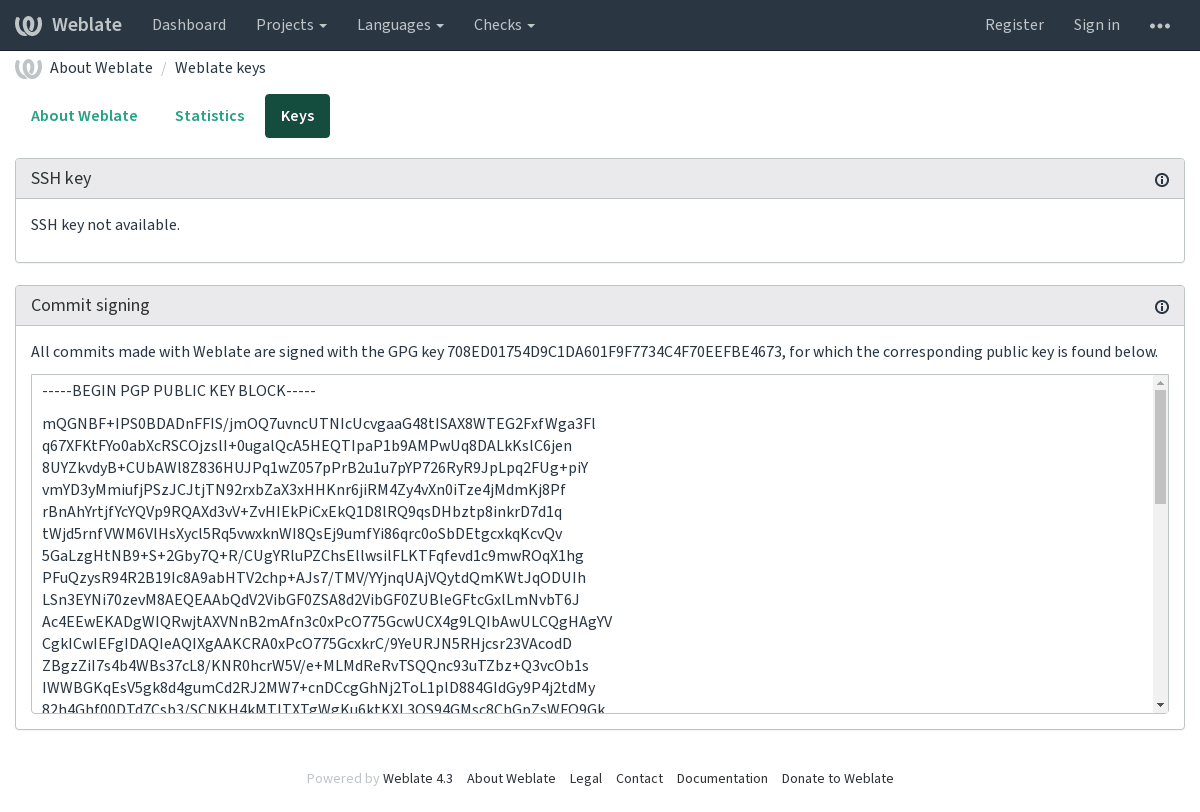 Weblate Dashboard Projects Languages Checks Register Sign in
About Weblate / Weblate keys
About Weblate Statistics Keys
SSH key
SSH key not available.
Commit signing
All commits made with Weblate are signed with the GPG key 708ED01754D9C1DA601F9F7734C4F70EEFBE4673, for which the corresponding public key is found below.
-----BEGIN PGP PUBLIC KEY BLOCK-----
mQGNBF+IPS0BDADnFFIS/jmOQ7uvncUTNIcUcvgaaG48tISAX8WTEG2FxfWga3Fl
q67XFKtFYo0abXcRSCOjzslI+0ugalQcA5HEQTIpaP1b9AMPwUq8DALkKslC6jen
8UYZkvdyB+CUbAWl8Z836HUJPq1wZ057pPrB2u1u7pYP726RyR9JpLpq2FUg+piY
vmYD3yMmiufjPSzJCJtjTN92rxbZaX3xHHKnr6jiRM4Zy4vXn0iTze4jMdmKj8Pf
rBnAhYrtjfYcYQVp9RQAXd3vV+ZvHIEkPiCxEkQ1D8lRQ9qsDHbztp8inkrD7d1q
tWjd5rnfVWM6VlHsXycl5Rq5vwxknWI8QsEj9umfYi86qrc0oSbDEtgcxkqKcvQv
5GaLzgHtNB9+S+2Gby7Q+R/CUgYRluPZChsEllwsilFLKTFqfevd1c9mwROqX1hg
PFuQzysR94R2B19Ic8A9abHTV2chp+AJs7/TMV/YYjnqUAjVQytdQmKWtJqODUIh
LSn3EYNi70zevM8AEQEAAbQdV2VibGF0ZSA8d2VibGF0ZUBleGFtcGxlLmNvbT6J
Ac4EEwEKADgWIQRwjtAXVNnB2mAfn3c0xPcO775GcwUCX4g9LQIbAwULCQgHAgYV
CgkICwIEFgIDAQIeAQIXgAAKCRA0xPcO775GcxkrC/9YeURJN5RHjcsr23VAcodD
ZBgzZiI7s4b4WBs37cL8/KNR0hcrW5V/e+MLMdReRvTSQQnc93uTZbz+Q3vcOb1s
IWWBGKqEsV5gk8d4gumCd2RJ2MW7+cnDCcgGhNj2ToL1plD884GIdGy9P4j2tdMy
82h4Ghf00DTd7Csb3/SCNKH4kMTITXTgWgKu6ktKXL3OS94GMsc8ChGnZsWFO9Gk
Powered by Weblate 4.3 About Weblate Legal Contact Documentation Donate to Weblate